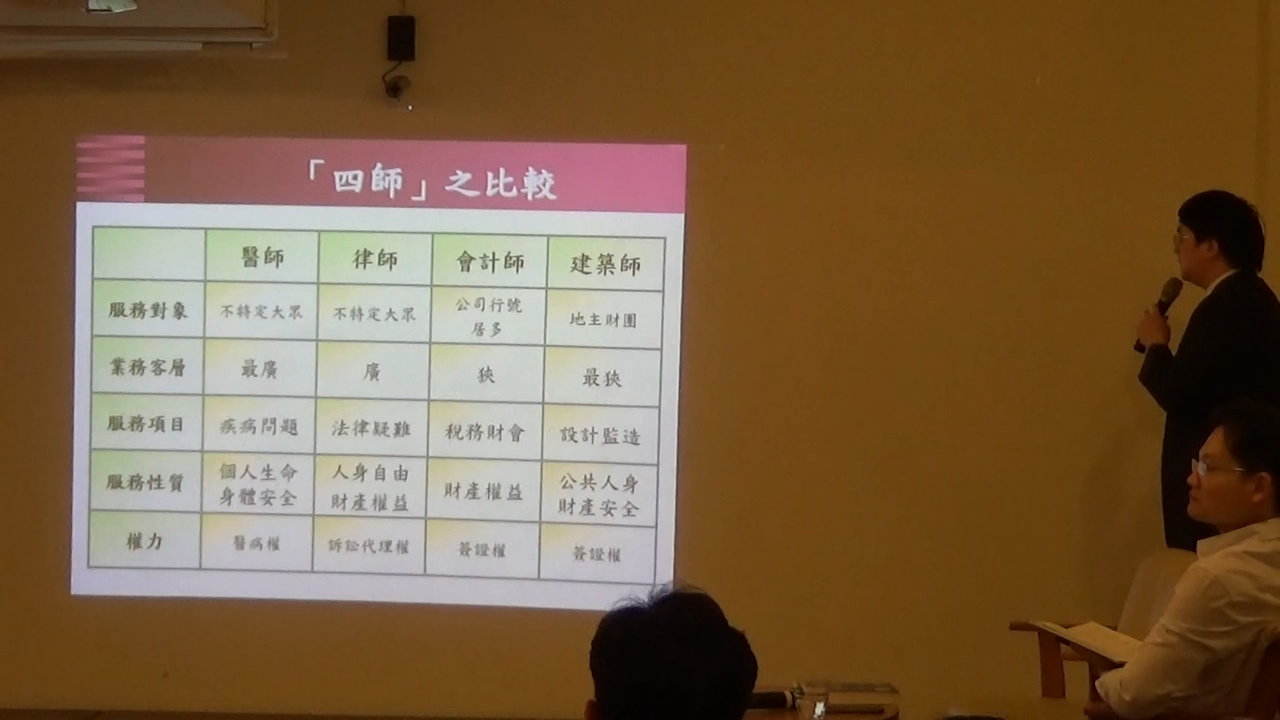 「四師」之比較
醫師 律師 會計師 建築師
服務對象 不特定大眾 不特定大眾 公司行號居多 地主財團
業務客層 最廣 廣 狹 最狹
服務項目 疾病問題 法律疑難 稅務財會 設計監造
服務性質 個人生命身體安全 人身自由財產權益 財產權益 公共人身財產安全
權力 醫病權 訴訟代理權 簽證權 簽證權